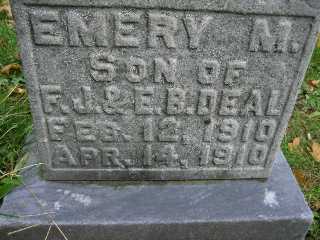 EMERY M.
SON OF
F.J.&E.B.DEAL
FEB. 12, 1910
APR. 14, 1910